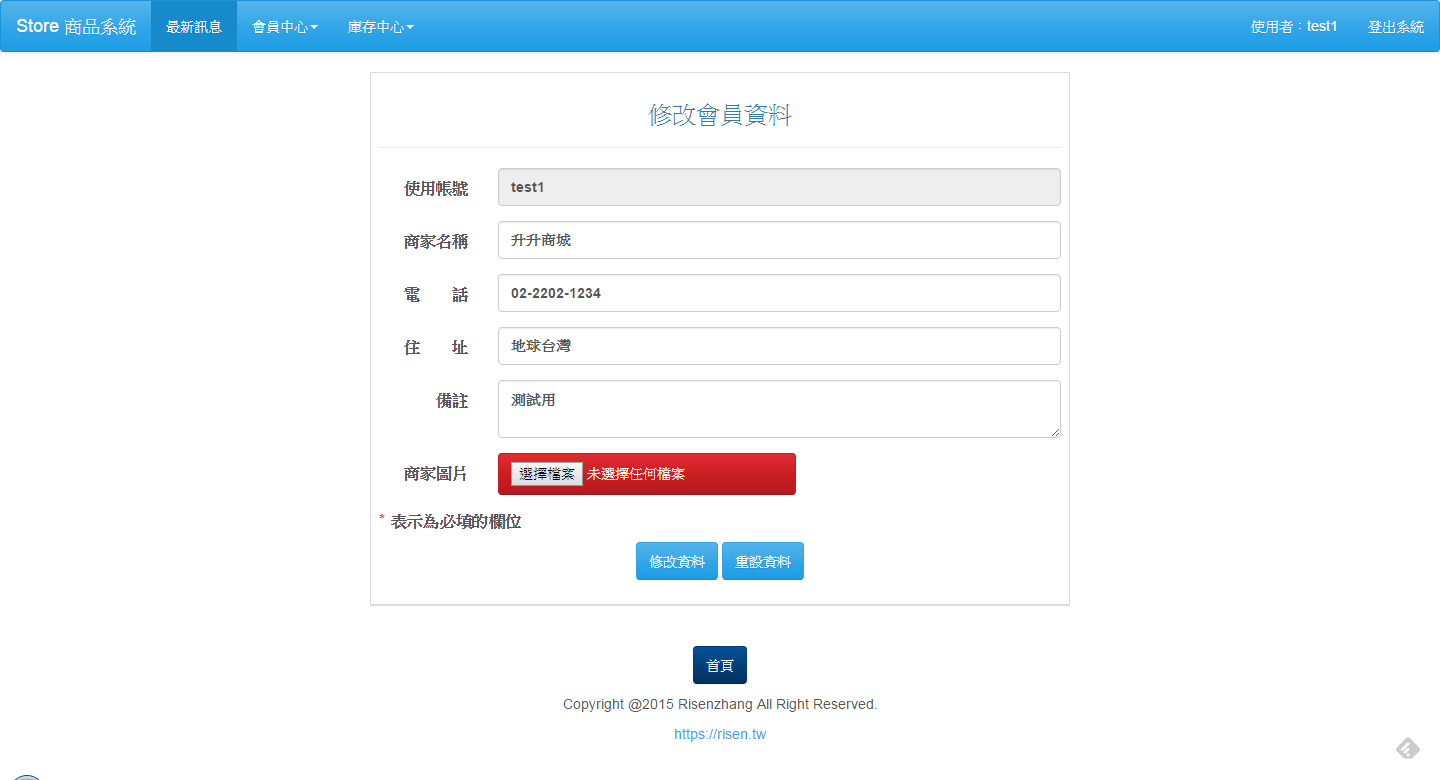 Store 商品系統 最新訊息 會員中心 庫存中心 使用者：test1 登出系統
修改會員資料
使用帳號 test1
商家名稱 升升商城
電 話 02-2202-1234
住 址 地球台灣
備註 測試用
商家圖片 選擇檔案 未選擇任何檔案
* 表示為必填的欄位
修改資料 重設資料
首頁
Copyright @2015 Risenzhang All Right Reserved.
https://risen.tw